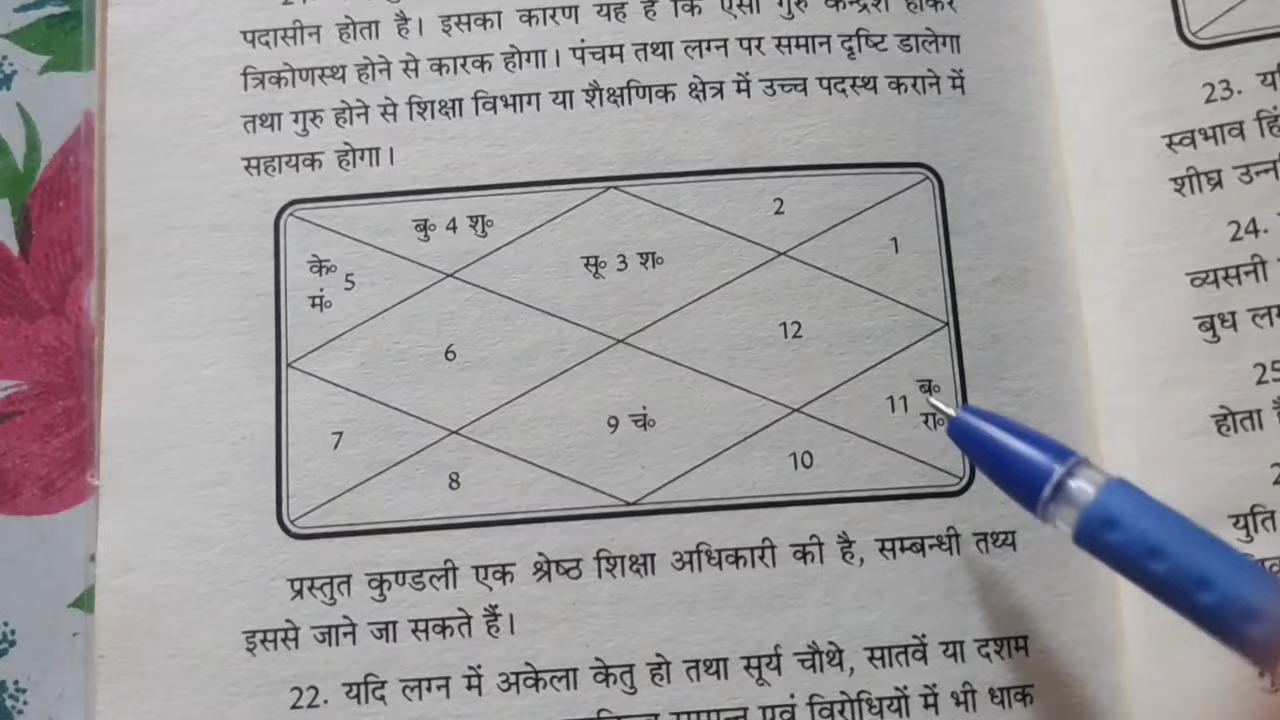 पदासीन होता है। इसका कारण यह है कि ऐसा गुरु केन्द्रेश होकर
त्रिकोणस्थ होने से कारक होगा। पंचम तथा लग्न पर समान दृष्टि डालेगा
तथा गुरु होने से शिक्षा विभाग या शैक्षणिक क्षेत्र में उच्च पदस्थ कराने में
सहायक होगा।
बु॰ 4 शु॰
2
के॰ 5
मं॰
सू॰ 3 श॰
1
6
12
7
9 चं॰
11 बृ॰
रा॰
8
10
प्रस्तुत कुण्डली एक श्रेष्ठ शिक्षा अधिकारी की है, सम्बन्धी तथ्य
इससे जाने जा सकते हैं।
22. यदि लग्न में अकेला केतु हो तथा सूर्य चौथे, सातवें या दशम
एवं विरोधियों में भी धाक
23.
स्वभाव
शीघ्र
24.
व्यसनी
बुध
25
होता
युति